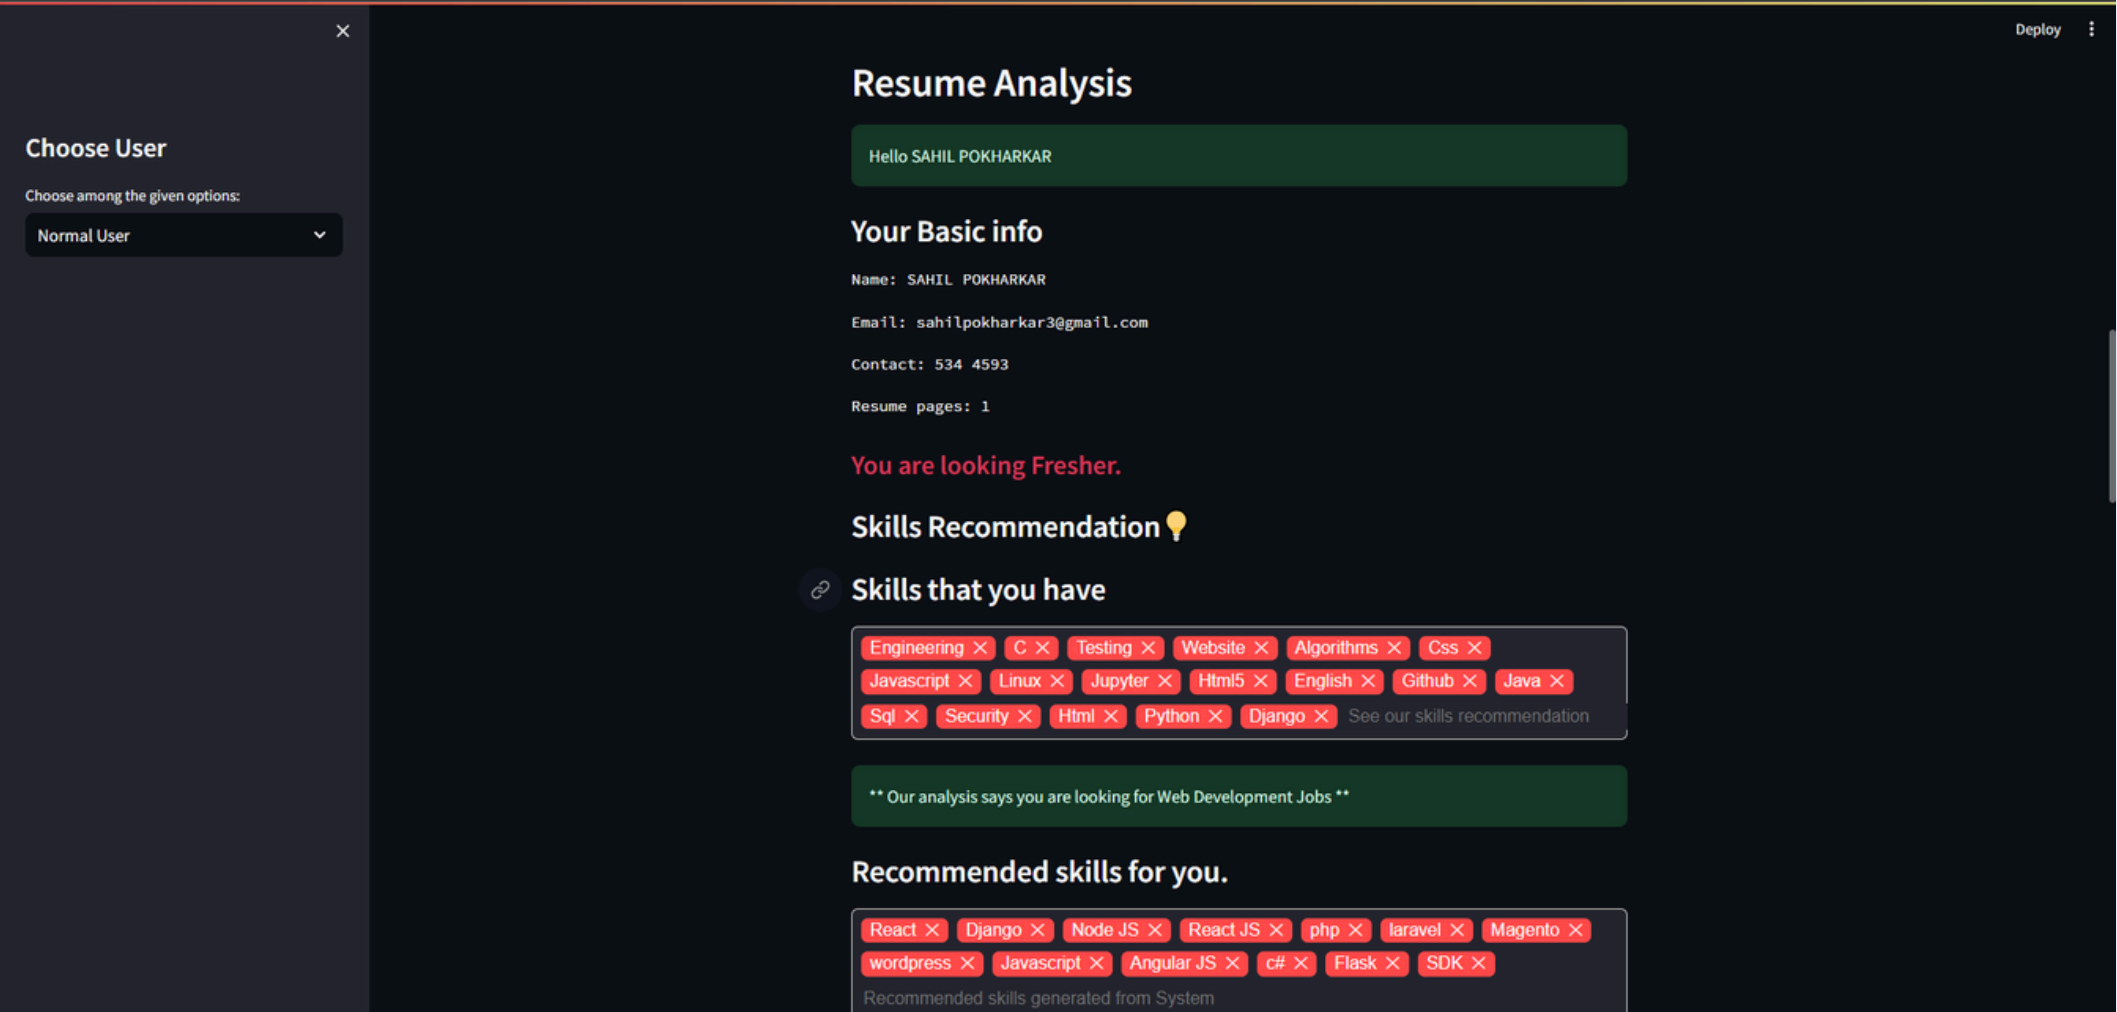 Deploy
Choose User
Choose among the given options:
Normal User
Resume Analysis
Hello SAHIL POKHARKAR
Your Basic info
Name: SAHIL POKHARKAR
Email: sahilpokharkar3@gmail.com
Contact: 534 4593
Resume pages: 1
You are looking Fresher.
Skills Recommendation
Skills that you have
Engineering C Testing Website Algorithms Css
Javascript Linux Jupyter Html5 English Github Java
Sql Security Html Python Django See our skills recommendation
** Our analysis says you are looking for Web Development Jobs **
Recommended skills for you.
React Django Node JS React JS php laravel Magento
wordpress Javascript Angular JS c# Flask SDK
Recommended skills generated from System